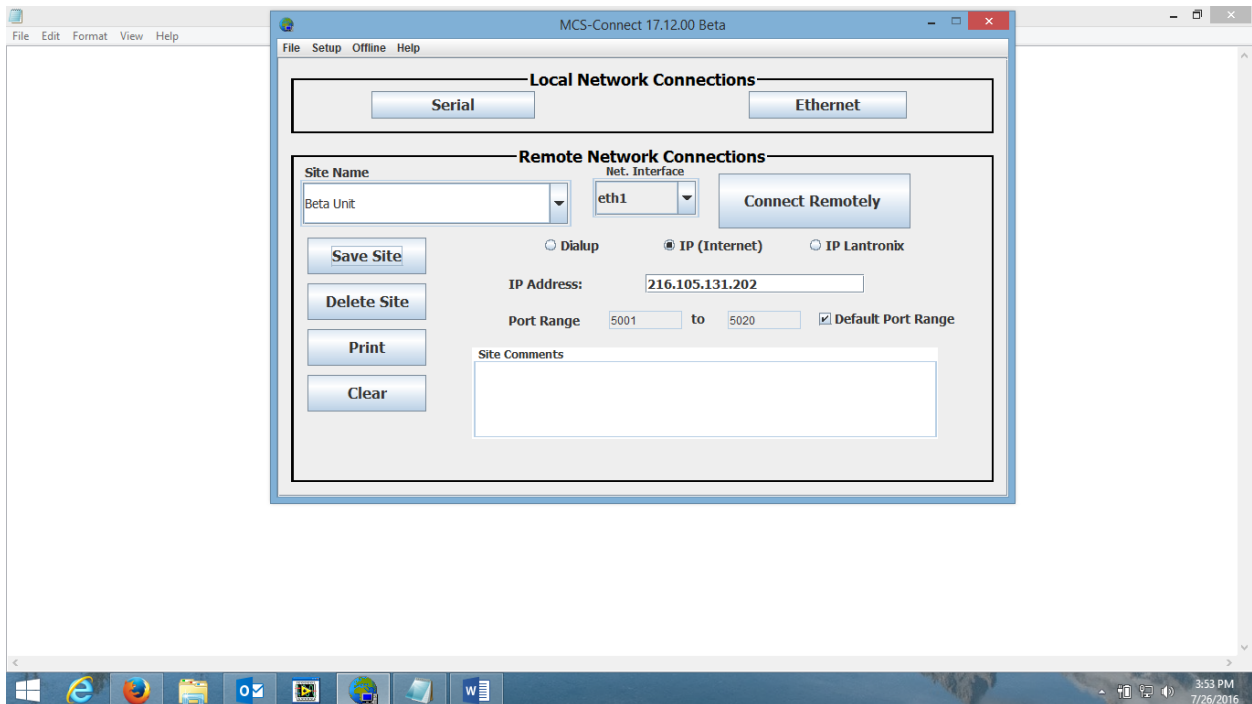 File Edit Format View Help
MCS-Connect 17.12.00 Beta
File Setup Offline Help
Local Network Connections
Serial Ethernet
Remote Network Connections
Site Name Net. Interface
Beta Unit eth1 Connect Remotely
Save Site Dialup IP (Internet) IP Lantronix
IP Address: 216.105.131.202
Delete Site
Port Range 5001 to 5020 Default Port Range
Print
Site Comments
Clear
3:53 PM
7/26/2016